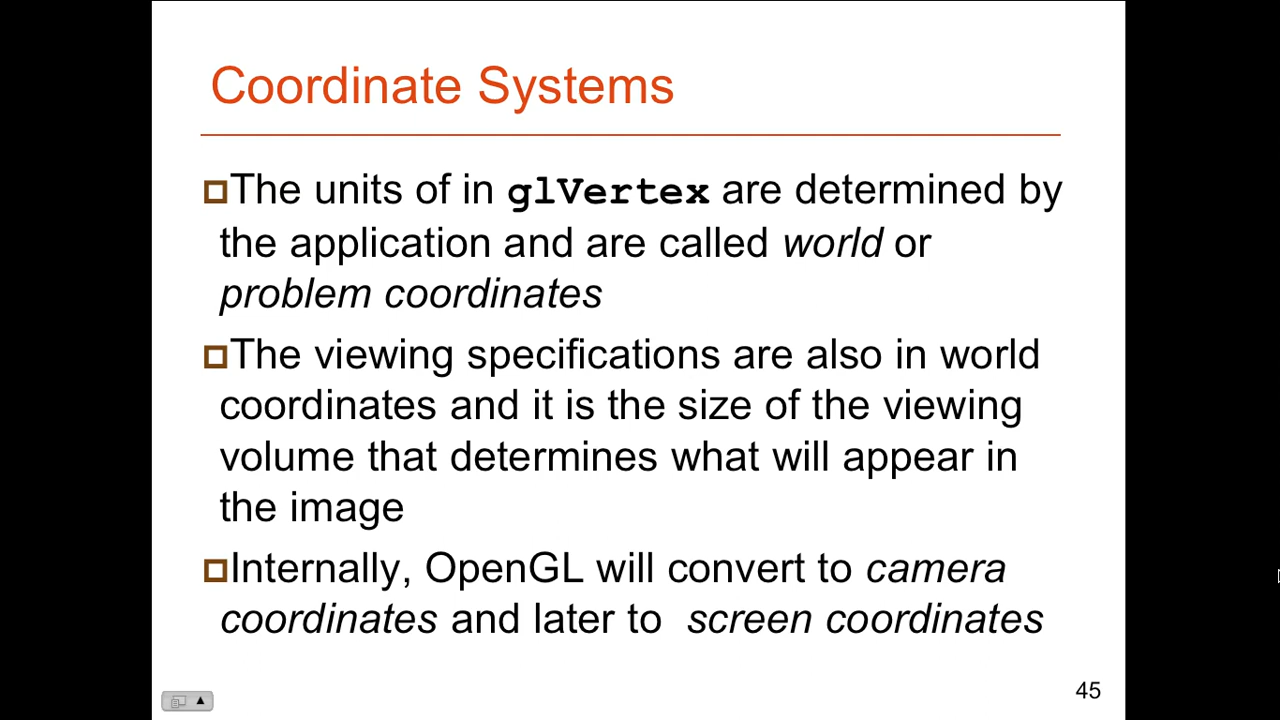 Coordinate Systems
The units of in glVertex are determined by
the application and are called world or
problem coordinates
The viewing specifications are also in world
coordinates and it is the size of the viewing
volume that determines what will appear in
the image
Internally, OpenGL will convert to camera
coordinates and later to screen coordinates
45